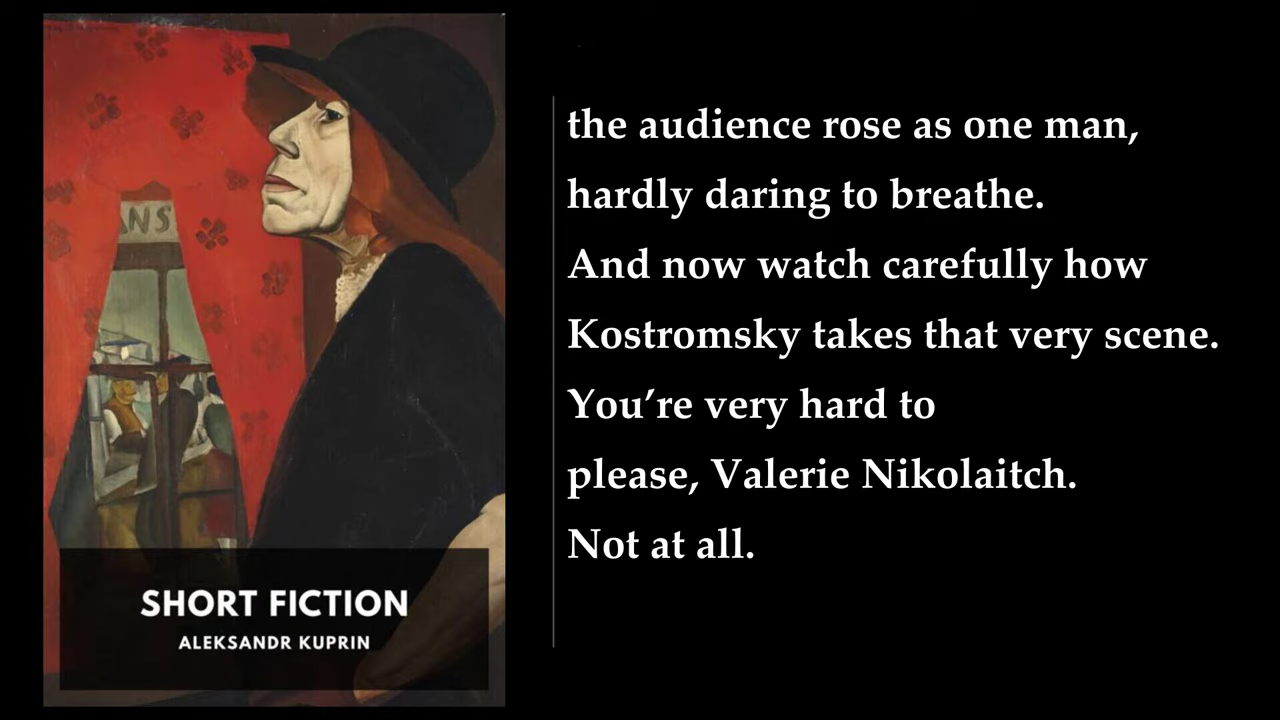 ANS
SHORT FICTION
ALEKSANDR KUPRIN
the audience rose as one man,
hardly daring to breathe.
And now watch carefully how
Kostromsky takes that very scene.
You’re very hard to
please, Valerie Nikolaitch.
Not at all.